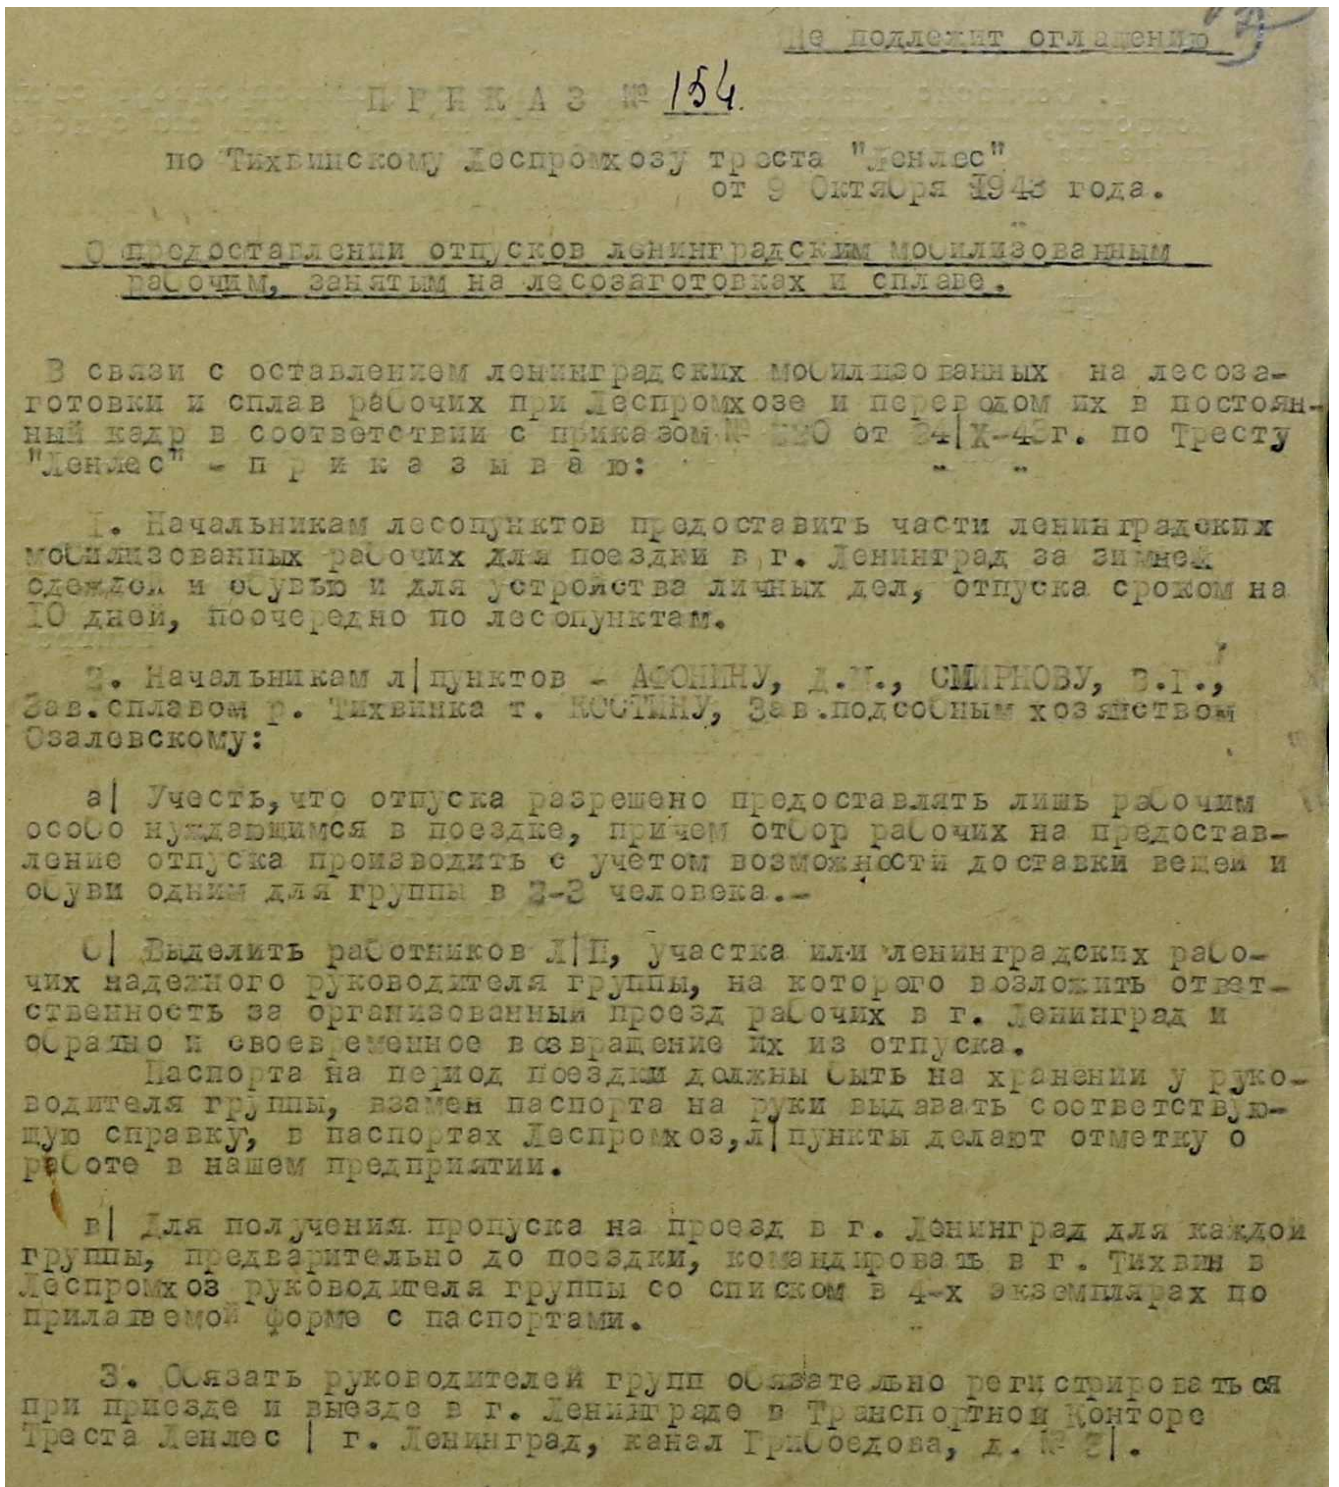 Не подлежит оглашению
ПРИКАЗ № 154.
по Тихвинскому Леспромхозу треста "Ленлес"
от 9 Октября 1943 года.
О предоставлении отпусков ленинградским мобилизованным
рабочим, занятым на лесозаготовках и сплаве.
В связи с оставлением ленинградских мобилизованных на лесоза-
готовки и сплав рабочих при Леспромхозе и переводом их в постоян-
ный кадр в соответствии с приказом № от 24|X-43г. по Тресту
"Ленлес" - п р и к а з ы в а ю:
1. Начальникам лесопунктов предоставить части ленинградских
мобилизованных рабочих для поездки в г. Ленинград за зимней
одеждой и обувью и для устройства личных дел, отпуска сроком на
10 дней, поочередно по лесопунктам.
2. Начальникам л|пунктов - АФОНИНУ, СМИРНОВУ,
Зав.сплавом р. Тихвинка т. КОСТИНУ, Зав.подсобным хозяйством
Озалевскому:
а| Учесть, что отпуска разрешено предоставлять лишь рабочим
особо нуждающимся в поездке, причем отбор рабочих на предостав-
ление отпуска производить с учетом возможности доставки вещей и
обуви одним для группы в 2-3 человека.-
б| Выделить работников Л|П, участка или ленинградских рабо-
чих надежного руководителя группы, на которого возложить ответ-
ственность за организованный проезд рабочих в г. Ленинград и
обратно и своевременное возвращение их из отпуска.
Паспорта на период поездки должны быть на хранении у руко-
водителя группы, взамен паспорта на руки выдавать соответствую-
щую справку, в паспортах Леспромхоз, л|пункты делают отметку о
работе в нашем предприятии.
в| Для получения пропуска на проезд в г. Ленинград для каждой
группы, предварительно до поездки, командировать в г. Тихвин в
Леспромхоз руководителя группы со списком в 4-х экземплярах по
прилагаемой форме с паспортами.
3. Обязать руководителей групп обязательно регистрироваться
при приезде и выезде в г. Ленинграде в Транспортной Конторе
Треста Ленлес | г. Ленинград, канал Грибоедова, д. №